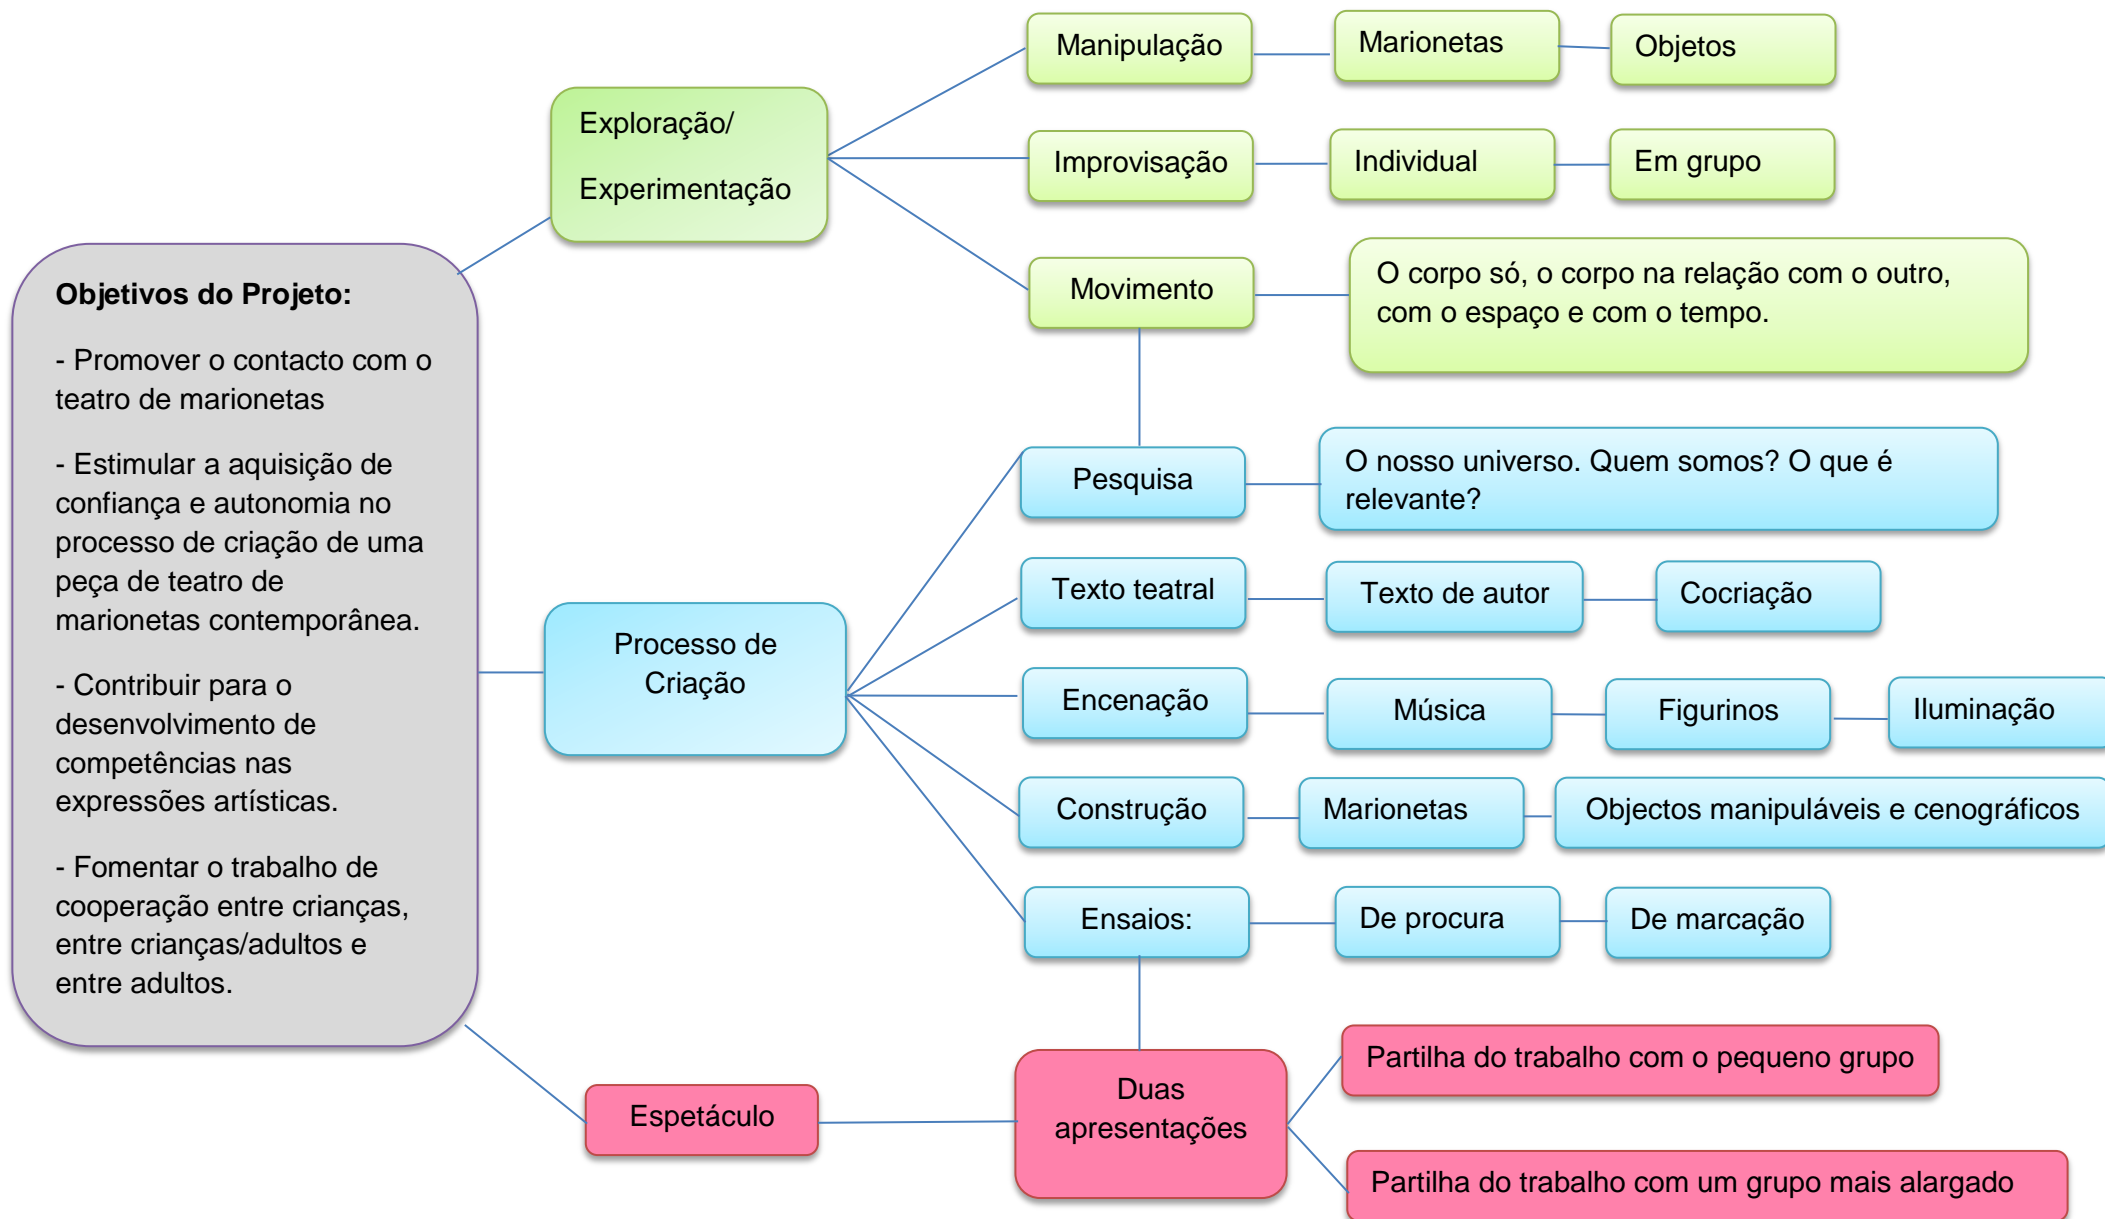 Objetivos do Projeto:
- Promover o contacto com o
teatro de marionetas
- Estimular a aquisição de
confiança e autonomia no
processo de criação de uma
peça de teatro de
marionetas contemporânea.
- Contribuir para o
desenvolvimento de
competências nas
expressões artísticas.
- Fomentar o trabalho de
cooperação entre crianças,
entre crianças/adultos e
entre adultos.
Exploração/
Experimentação
Manipulação
Marionetas
Objetos
Improvisação
Individual
Em grupo
Movimento
O corpo só, o corpo na relação com o outro,
com o espaço e com o tempo.
Processo de
Criação
Pesquisa
O nosso universo. Quem somos? O que é
relevante?
Texto teatral
Texto de autor
Cocriação
Encenação
Música
Figurinos
Iluminação
Construção
Marionetas
Objectos manipuláveis e cenográficos
Ensaios:
De procura
De marcação
Espetáculo
Duas
apresentações
Partilha do trabalho com o pequeno grupo
Partilha do trabalho com um grupo mais alargado